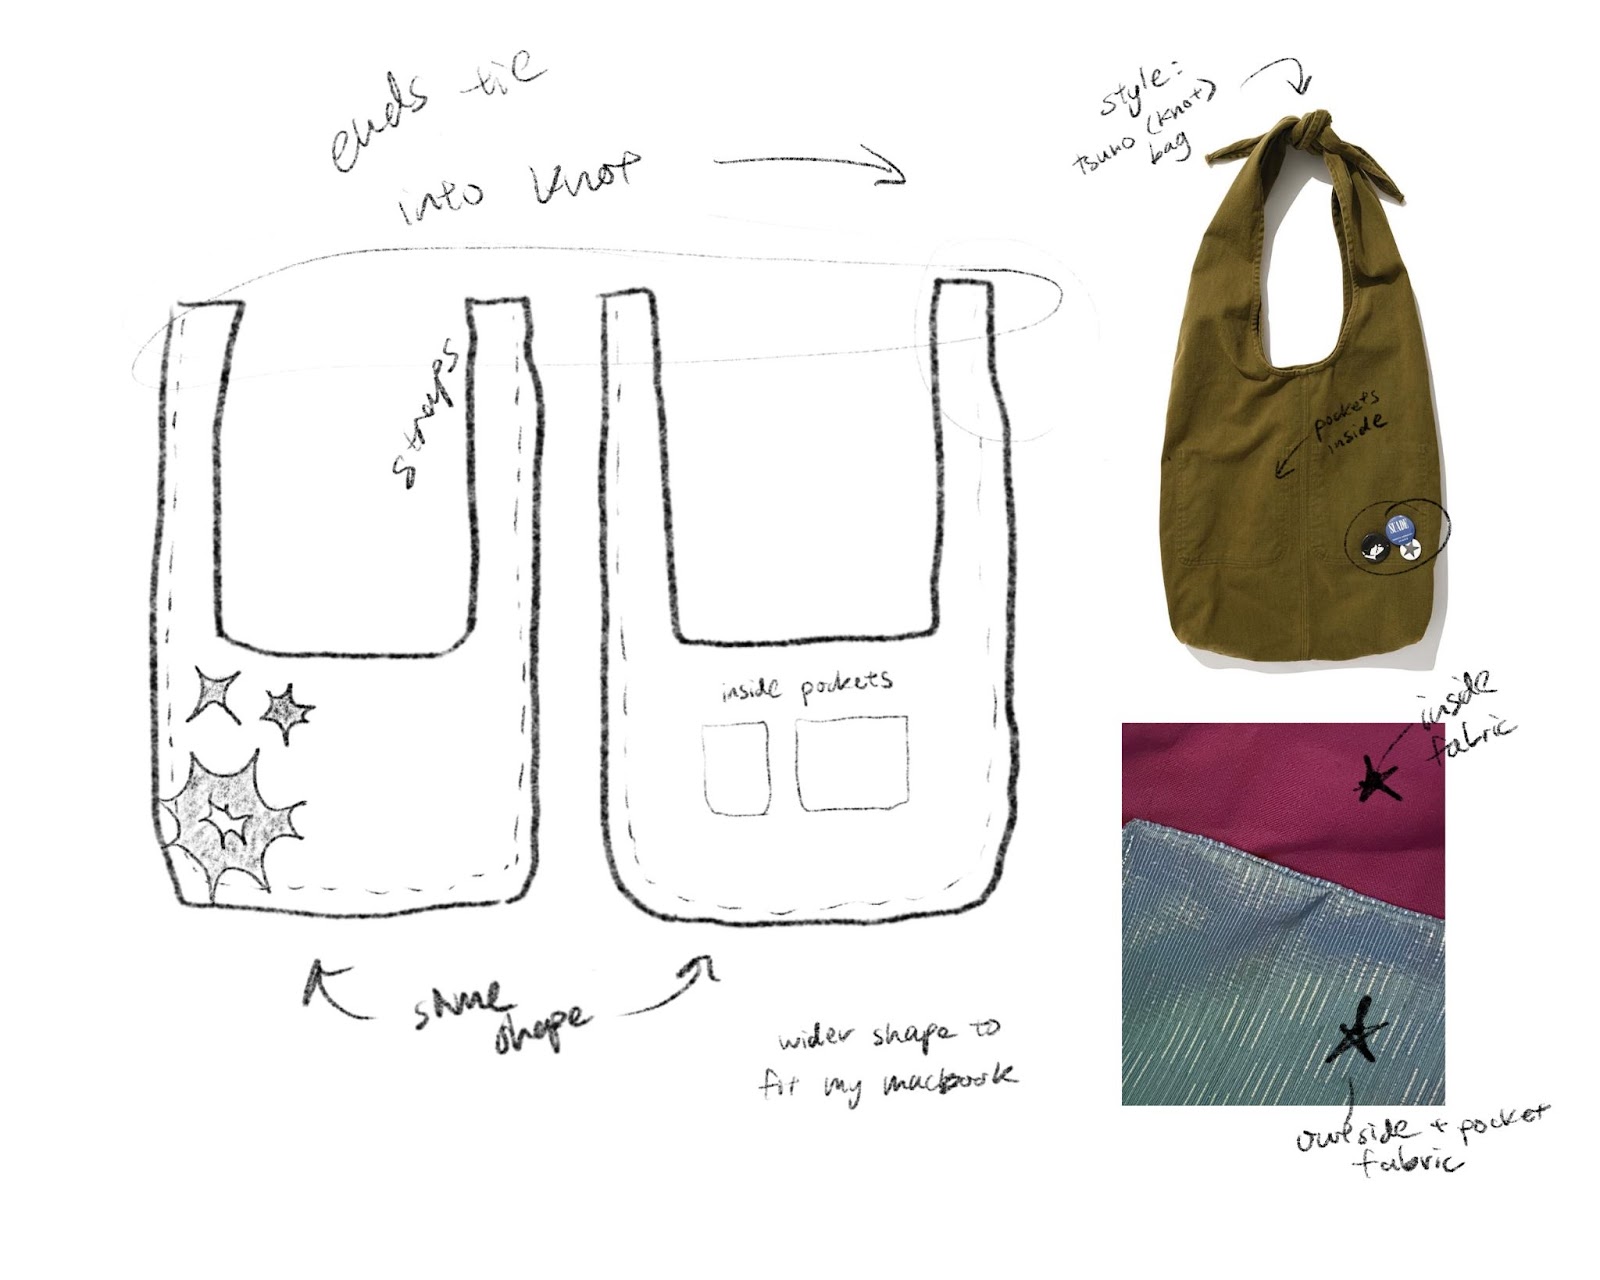 ends tie
into knot
style:
tsuno (knot)
bag
straps
pockets
inside
SUADE
inside pockets
inside
fabric
same
shape
wider shape to
fit my macbook
outside + pocket
fabric